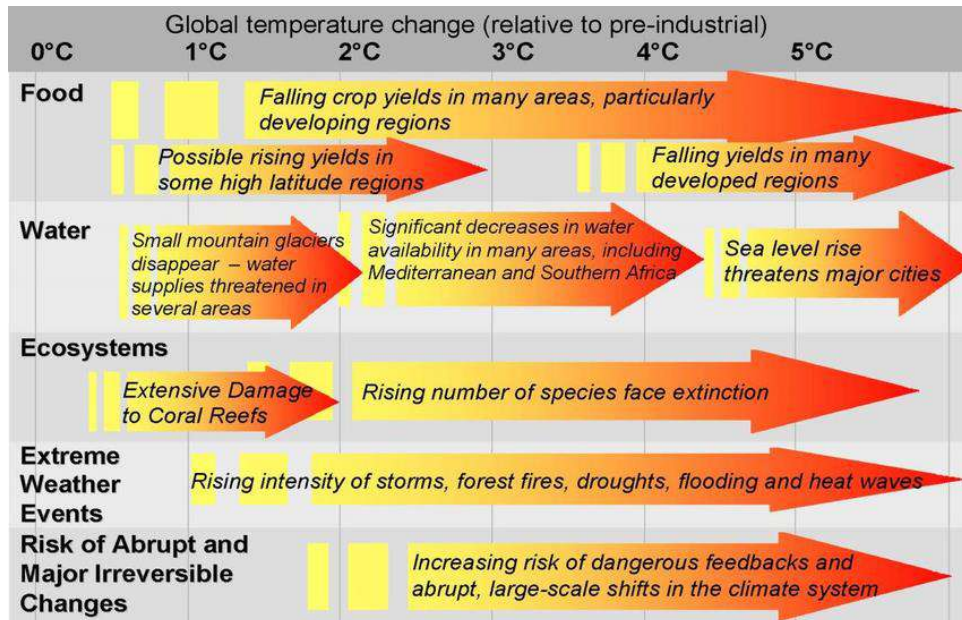 Global temperature change (relative to pre-industrial)
0°C 1°C 2°C 3°C 4°C 5°C
Food
Falling crop yields in many areas, particularly
developing regions
Possible rising yields in
some high latitude regions
Falling yields in many
developed regions
Water
Small mountain glaciers
disappear – water
supplies threatened in
several areas
Significant decreases in water
availability in many areas, including
Mediterranean and Southern Africa
Sea level rise
threatens major cities
Ecosystems
Extensive Damage
to Coral Reefs
Rising number of species face extinction
Extreme
Weather
Events
Rising intensity of storms, forest fires, droughts, flooding and heat waves
Risk of Abrupt and
Major Irreversible
Changes
Increasing risk of dangerous feedbacks and
abrupt, large-scale shifts in the climate system